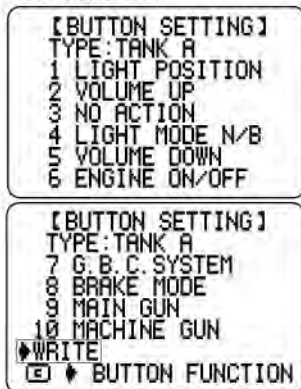 [BUTTON SETTING]
TYPE:TANK A
1 LIGHT POSITION
2 VOLUME UP
3 NO ACTION
4 LIGHT MODE N/B
5 VOLUME DOWN
6 ENGINE ON/OFF
[BUTTON SETTING]
TYPE:TANK A
7 G.B.C.SYSTEM
8 BRAKE MODE
9 MAIN GUN
10 MACHINE GUN
♦WRITE
E ♦ BUTTON FUNCTION